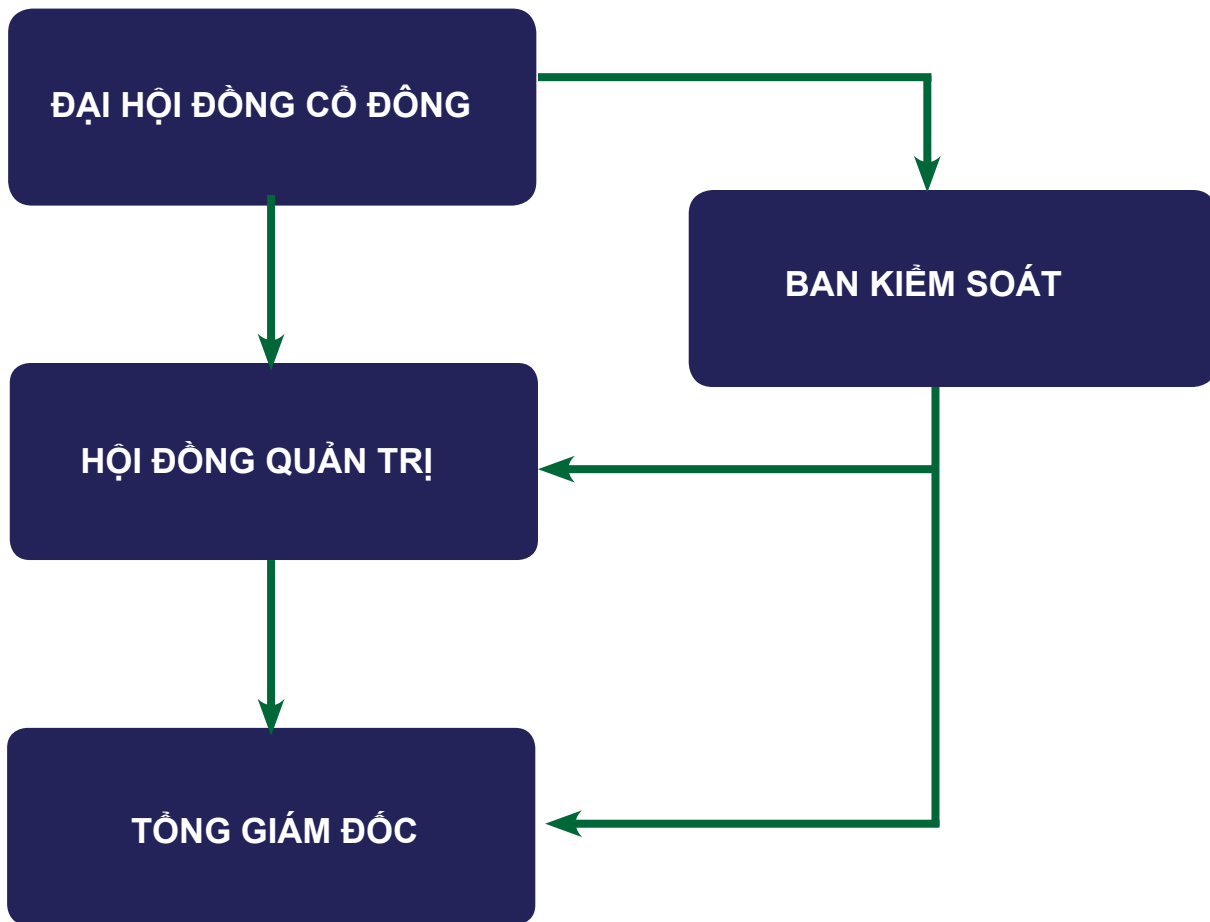 ĐẠI HỘI ĐỒNG CỔ ĐÔNG
BAN KIỂM SOÁT
HỘI ĐỒNG QUẢN TRỊ
TỔNG GIÁM ĐỐC